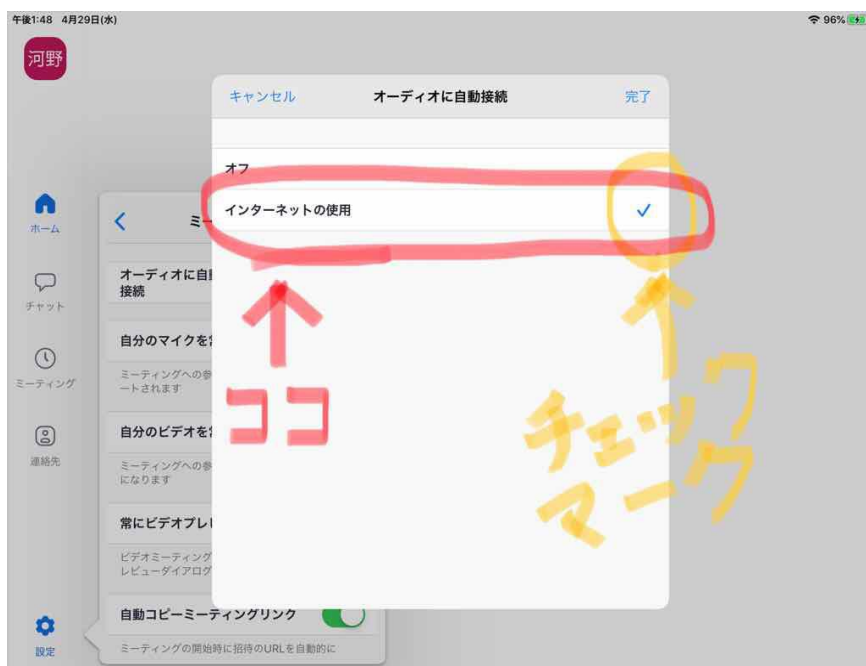 午後1:48 4月29日(水)
96%
河野
キャンセル
オーディオに自動接続
完了
オフ
インターネットの使用
ホーム
チャット
ミーティング
連絡先
設定
ミー
オーディオに自動
接続
自分のマイクを常
ミーティングへの参
ートされます
自分のビデオを常
ミーティングへの参
になります
常にビデオプレ
ビデオミーティング
レビューダイアログ
自動コピーミーティングリンク
ミーティングの開始時に招待のURLを自動的に
ココ
チェック
マーク